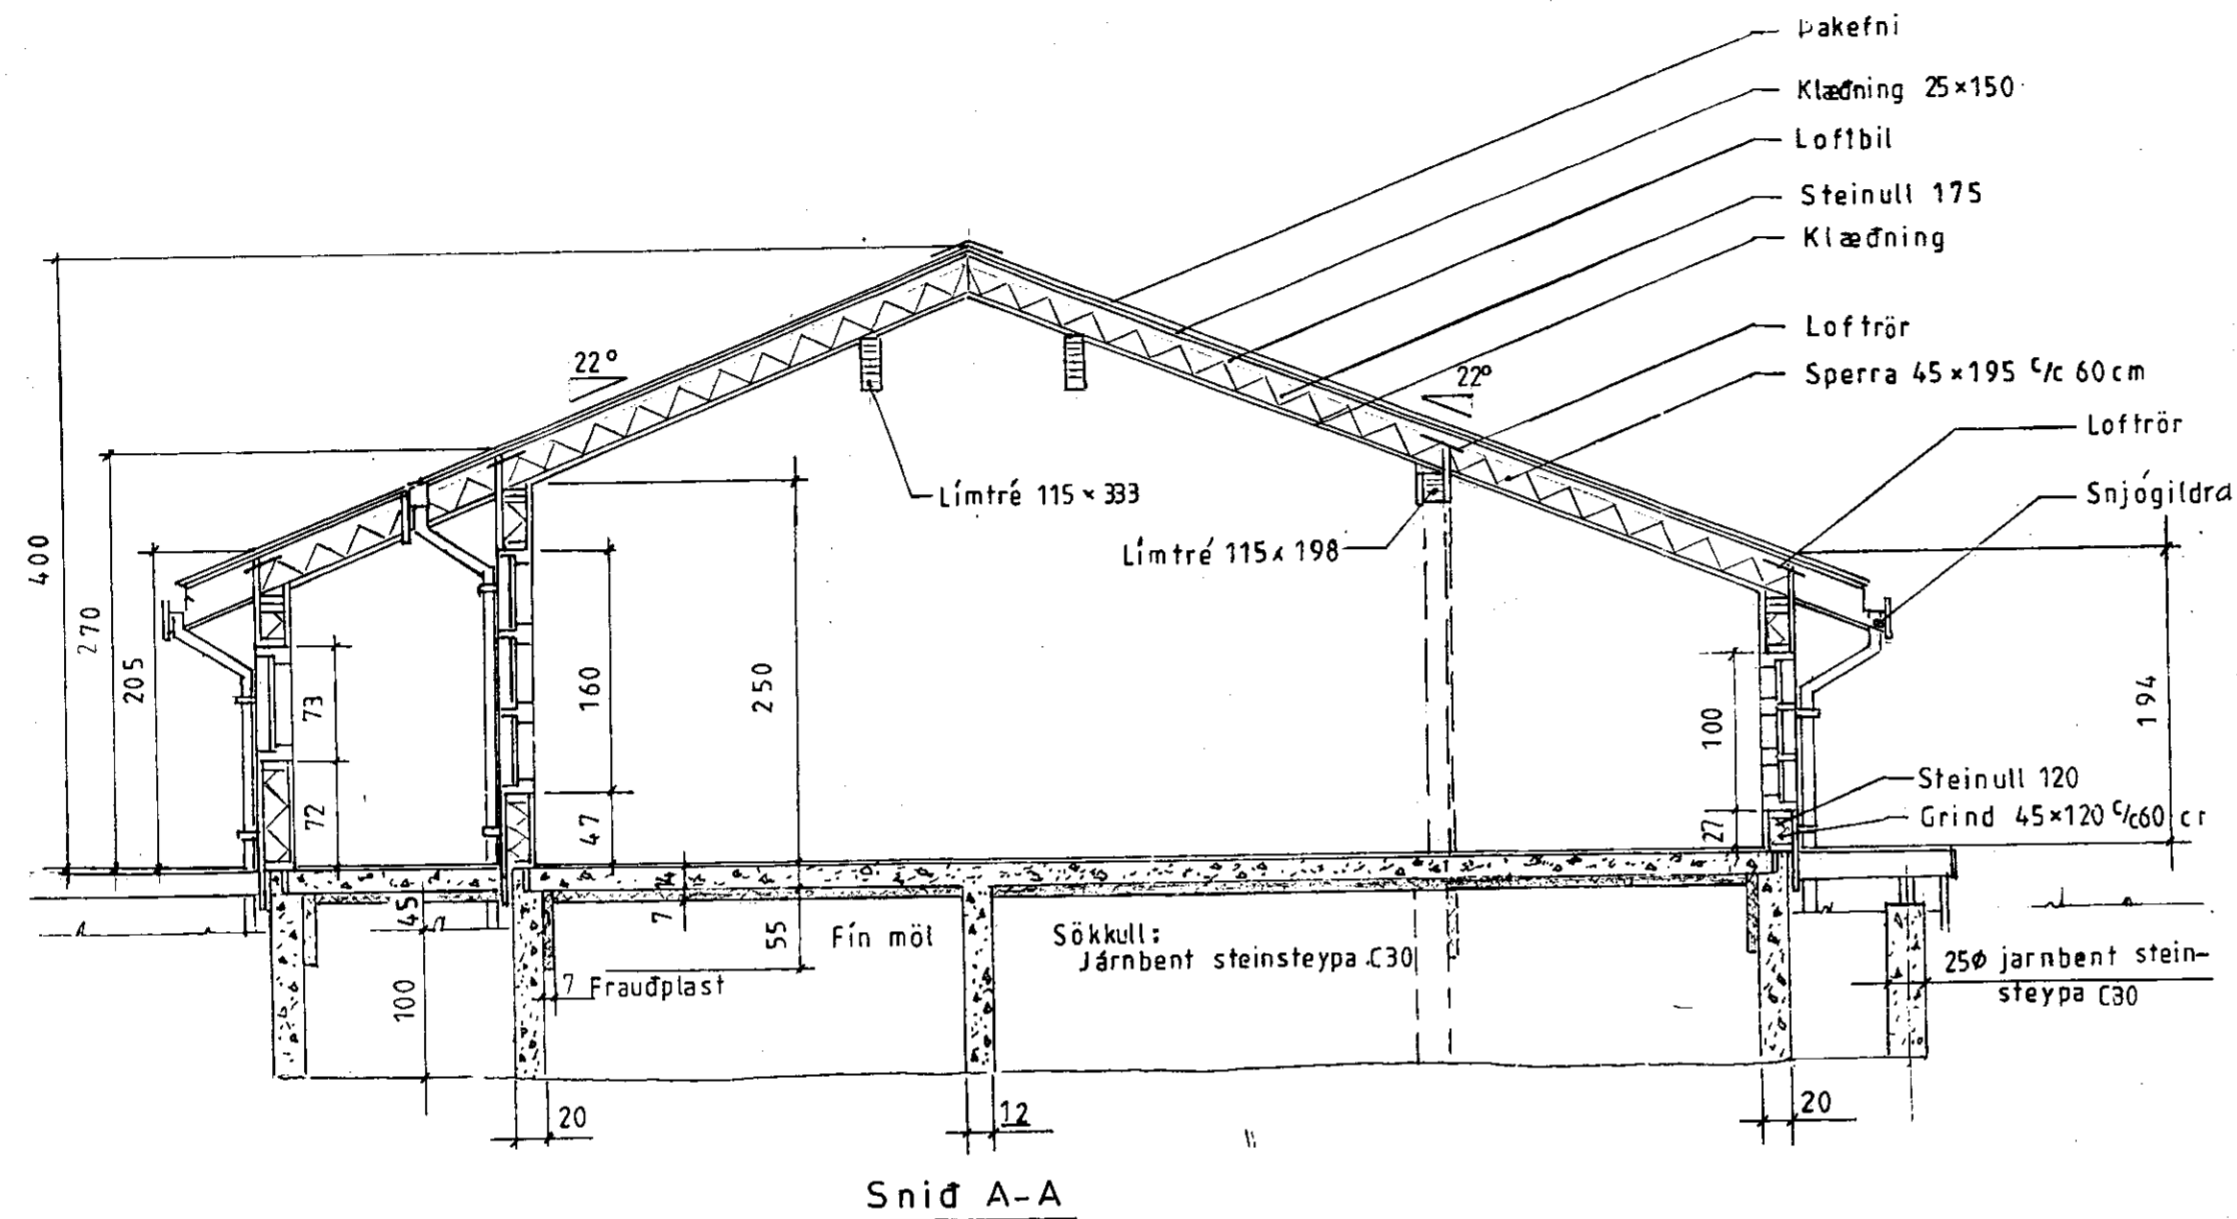 Þakefni
Klæðning 25×150
Loftbil
Steinull 175
Klæðning
Loftrör
Sperra 45×195 c/c 60cm
Loftrör
Snjógildra
22°
22°
Límtré 115×333
Límtré 115×198
400
270
205
73
72
160
47
250
100
27
194
Steinull 120
Grind 45×120 c/c60 cr
45
100
7
55
Fín möl
Sökkull:
Járnbent steinsteypa.C30
7 Frauðplast
25ø jarnbent stein-
steypa C30
20
12
20
Snið A-A